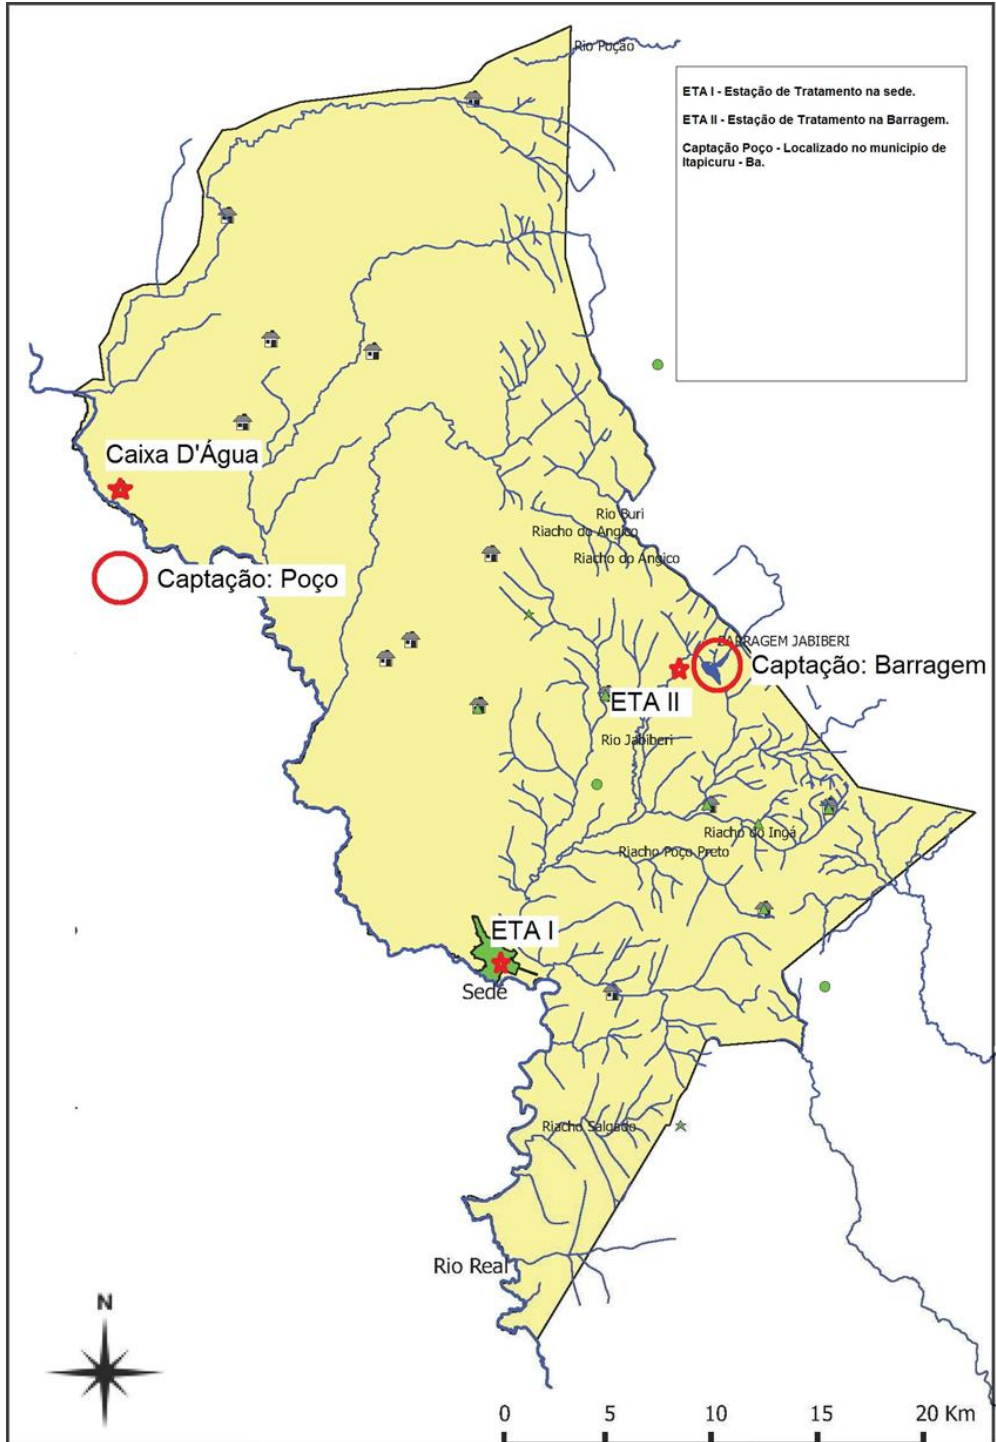 Rio Poção
ETA I - Estação de Tratamento na sede.
ETA II - Estação de Tratamento na Barragem.
Captação Poço - Localizado no municipio de
Itapicuru - Ba.
Caixa D'Água
Rio Buri
Riacho do Angico
Riacho do Angico
Captação: Poço
BARRAGEM JABIBERI
Captação: Barragem
ETA II
Rio Jabiberi
Riacho do Ingá
Riacho Poço Preto
ETA I
Sede
Riacho Salgado
Rio Real
N
0 5 10 15 20 Km